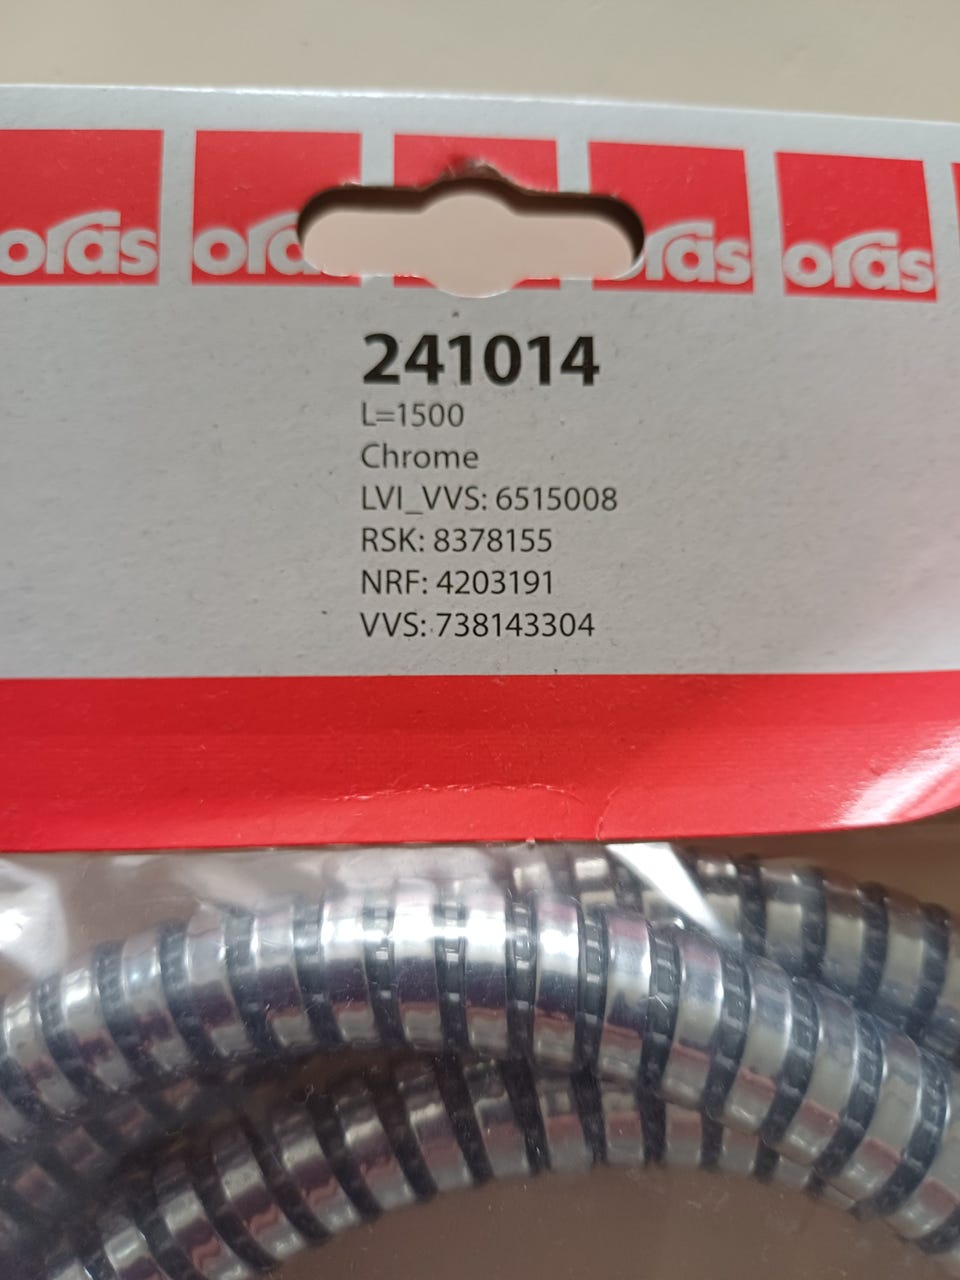 oras oras oras oras
241014
L=1500
Chrome
LVI_VVS: 6515008
RSK: 8378155
NRF: 4203191
VVS: 738143304